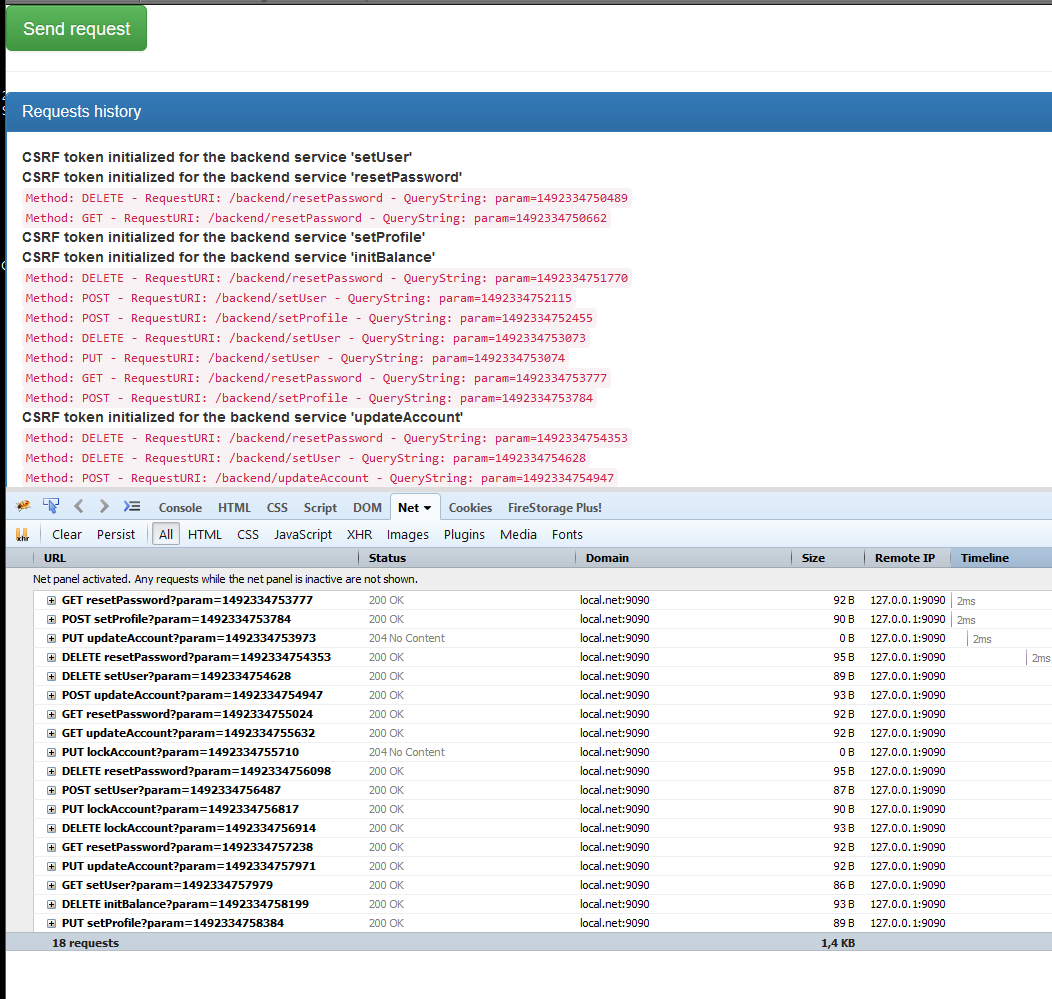 Send request
Requests history
CSRF token initialized for the backend service 'setUser'
CSRF token initialized for the backend service 'resetPassword'
Method: DELETE - RequestURI: /backend/resetPassword - QueryString: param=1492334750489
Method: GET - RequestURI: /backend/resetPassword - QueryString: param=1492334750662
CSRF token initialized for the backend service 'setProfile'
CSRF token initialized for the backend service 'initBalance'
Method: DELETE - RequestURI: /backend/resetPassword - QueryString: param=1492334751770
Method: POST - RequestURI: /backend/setUser - QueryString: param=1492334752115
Method: POST - RequestURI: /backend/setProfile - QueryString: param=1492334752455
Method: DELETE - RequestURI: /backend/setUser - QueryString: param=1492334753073
Method: PUT - RequestURI: /backend/setUser - QueryString: param=1492334753074
Method: GET - RequestURI: /backend/resetPassword - QueryString: param=1492334753777
Method: POST - RequestURI: /backend/setProfile - QueryString: param=1492334753784
CSRF token initialized for the backend service 'updateAccount'
Method: DELETE - RequestURI: /backend/resetPassword - QueryString: param=1492334754353
Method: DELETE - RequestURI: /backend/setUser - QueryString: param=1492334754628
Method: POST - RequestURI: /backend/updateAccount - QueryString: param=1492334754947
Console HTML CSS Script DOM Net Cookies FireStorage Plus!
xhr Clear Persist All HTML CSS JavaScript XHR Images Plugins Media Fonts
URL Status Domain Size Remote IP Timeline
Net panel activated. Any requests while the net panel is inactive are not shown.
GET resetPassword?param=1492334753777 200 OK local.net:9090 92 B 127.0.0.1:9090 2ms
POST setProfile?param=1492334753784 200 OK local.net:9090 90 B 127.0.0.1:9090 2ms
PUT updateAccount?param=1492334753973 204 No Content local.net:9090 0 B 127.0.0.1:9090 2ms
DELETE resetPassword?param=1492334754353 200 OK local.net:9090 95 B 127.0.0.1:9090 2ms
DELETE setUser?param=1492334754628 200 OK local.net:9090 89 B 127.0.0.1:9090
POST updateAccount?param=1492334754947 200 OK local.net:9090 93 B 127.0.0.1:9090
GET resetPassword?param=1492334755024 200 OK local.net:9090 92 B 127.0.0.1:9090
GET updateAccount?param=1492334755632 200 OK local.net:9090 92 B 127.0.0.1:9090
PUT lockAccount?param=1492334755710 204 No Content local.net:9090 0 B 127.0.0.1:9090
DELETE resetPassword?param=1492334756098 200 OK local.net:9090 95 B 127.0.0.1:9090
POST setUser?param=1492334756487 200 OK local.net:9090 87 B 127.0.0.1:9090
PUT lockAccount?param=1492334756817 200 OK local.net:9090 90 B 127.0.0.1:9090
DELETE lockAccount?param=1492334756914 200 OK local.net:9090 93 B 127.0.0.1:9090
GET resetPassword?param=1492334757238 200 OK local.net:9090 92 B 127.0.0.1:9090
PUT updateAccount?param=1492334757971 200 OK local.net:9090 92 B 127.0.0.1:9090
GET setUser?param=1492334757979 200 OK local.net:9090 86 B 127.0.0.1:9090
DELETE initBalance?param=1492334758199 200 OK local.net:9090 93 B 127.0.0.1:9090
PUT setProfile?param=1492334758384 200 OK local.net:9090 89 B 127.0.0.1:9090
18 requests 1,4 KB